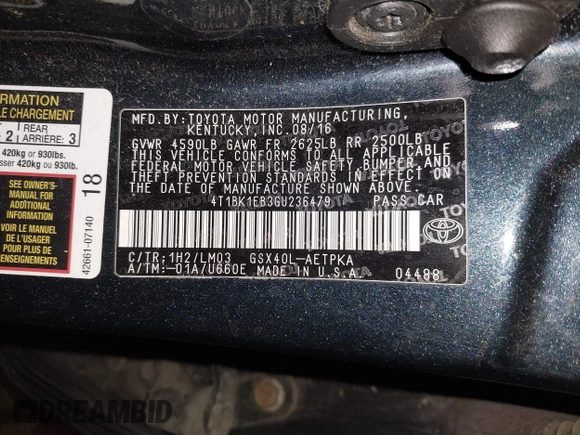 ORMATION
LE CHARGEMENT
2 REAR
ARRIÈRE: 3
420kg or 930lbs.
sser 420kg ou 930lb.
SEE OWNER'S
MANUAL FOR
ADDITIONAL
INFORMATION
VOIR LE MANUEL
DE L'USAGER
POUR PLUS DE
RENSEIGNEMENTS
18
42661-07140
MFD. BY: TOYOTA MOTOR MANUFACTURING,
KENTUCKY, INC. 08/16
GVWR 4590LB GAWR FR 2625LB RR 2500LB
THIS VEHICLE CONFORMS TO ALL APPLICABLE
FEDERAL MOTOR VEHICLE SAFETY, BUMPER, AND
THEFT PREVENTION STANDARDS IN EFFECT ON
THE DATE OF MANUFACTURE SHOWN ABOVE.
4T1BK1EB3GU236479 PASS CAR
C/TR: 1H2/LM03 GSX40L-AETPKA
A/TM: -01A/U660E MADE IN U.S.A. 04488
TOYOTA
DREAMBID